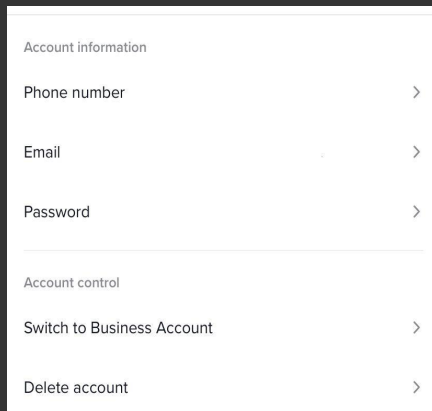 Account information
Phone number
Email
Password
Account control
Switch to Business Account
Delete account